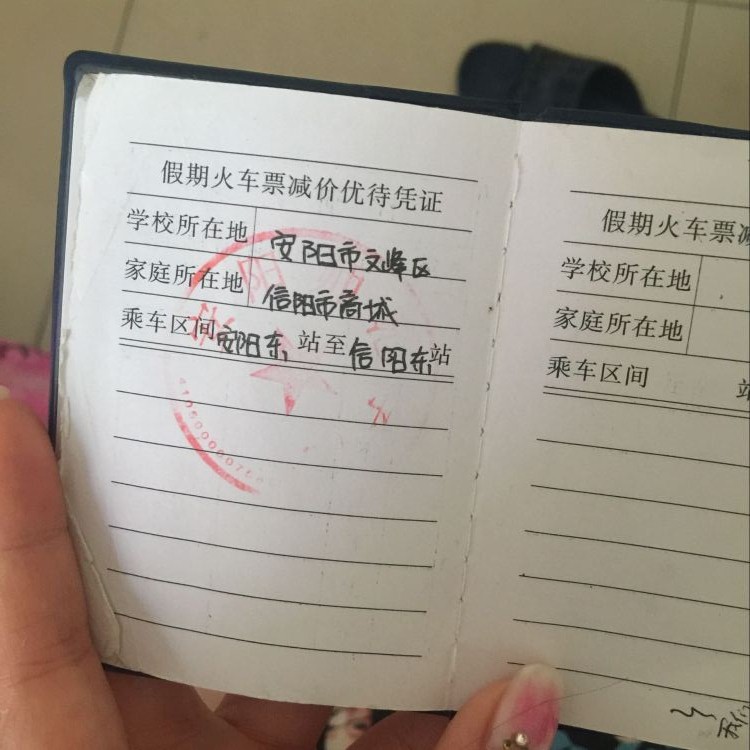 假期火车票减价优待凭证
学校所在地 安阳市文峰区
家庭所在地 信阳市商城
乘车区间 安阳东 站至 信阳东 站
假期火车票减
学校所在地
家庭所在地
乘车区间 站
我们